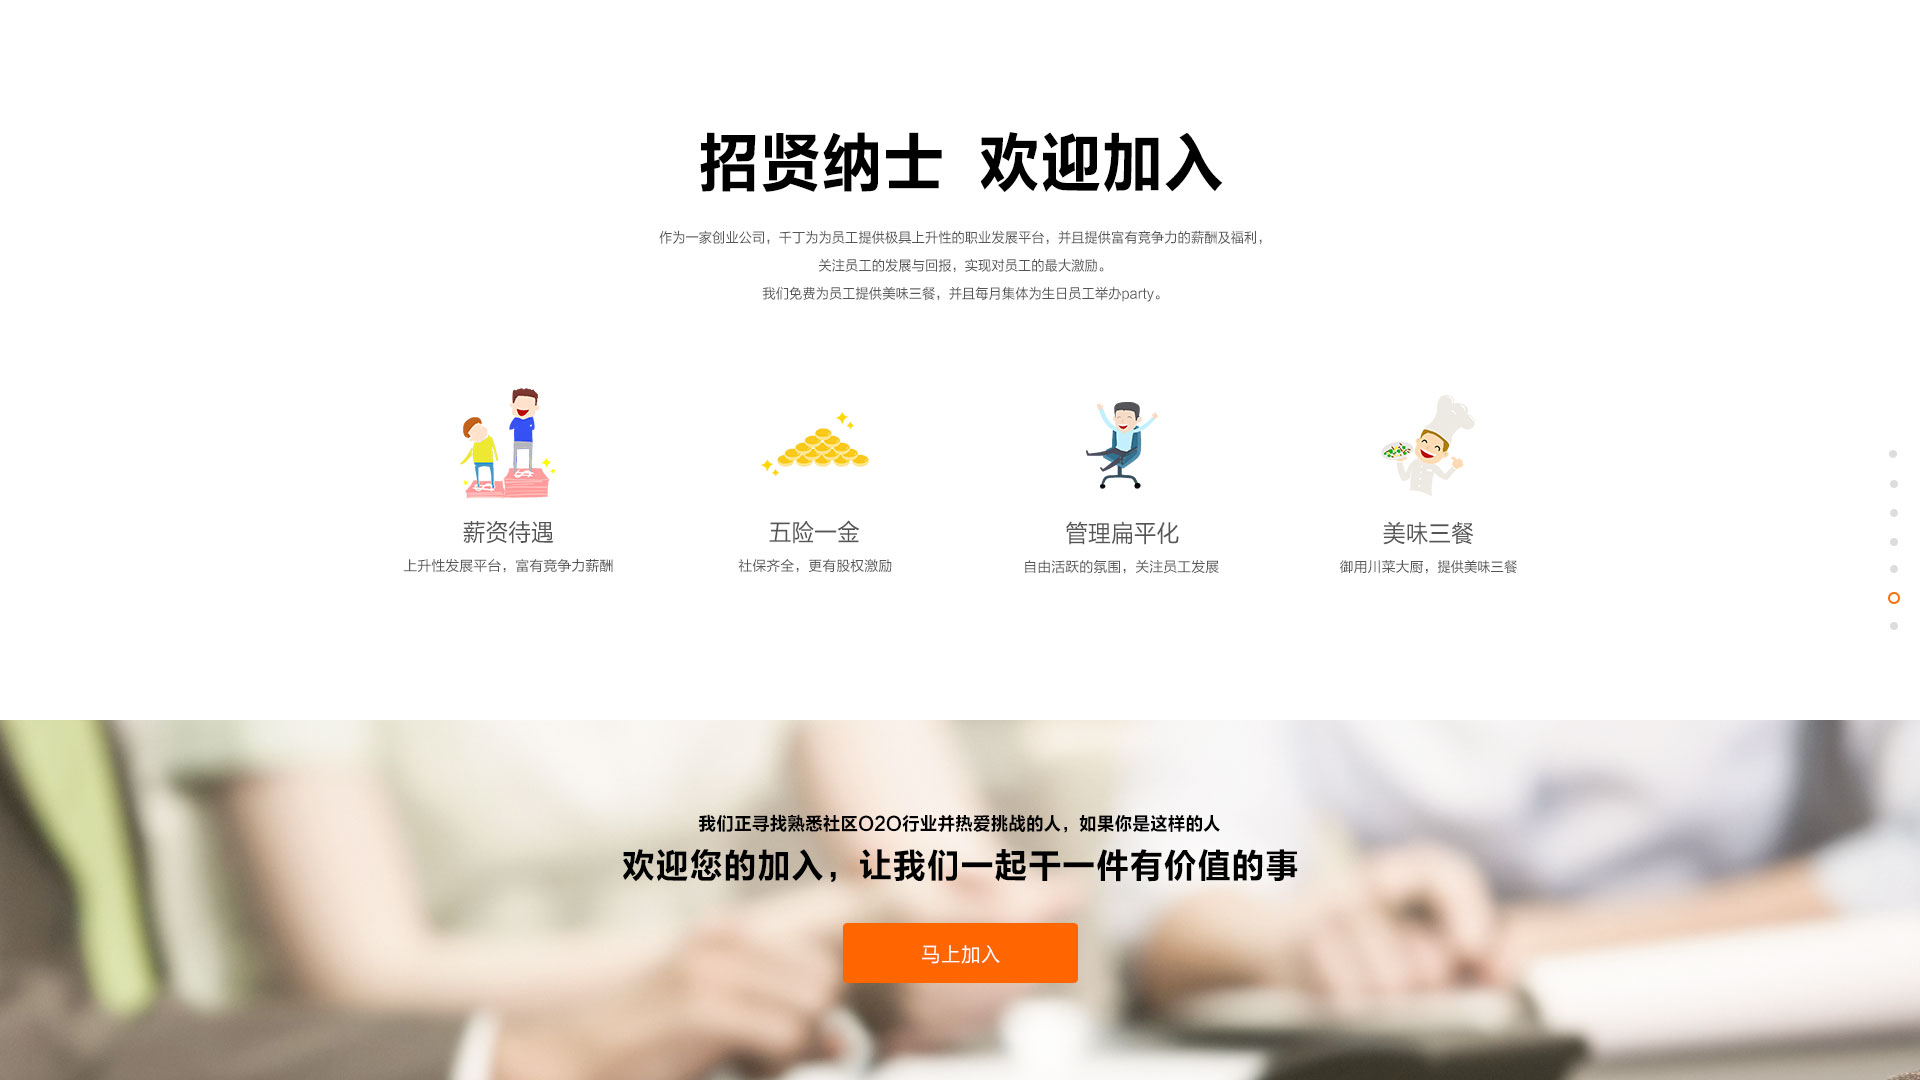 招贤纳士 欢迎加入
作为一家创业公司，千丁为为员工提供极具上升性的职业发展平台，并且提供富有竞争力的薪酬及福利，
关注员工的发展与回报，实现对员工的最大激励。
我们免费为员工提供美味三餐，并且每月集体为生日员工举办party。
薪资待遇
上升性发展平台，富有竞争力薪酬
五险一金
社保齐全，更有股权激励
管理扁平化
自由活跃的氛围，关注员工发展
美味三餐
御用川菜大厨，提供美味三餐
我们正寻找熟悉社区O2O行业并热爱挑战的人，如果你是这样的人
欢迎您的加入，让我们一起干一件有价值的事
马上加入